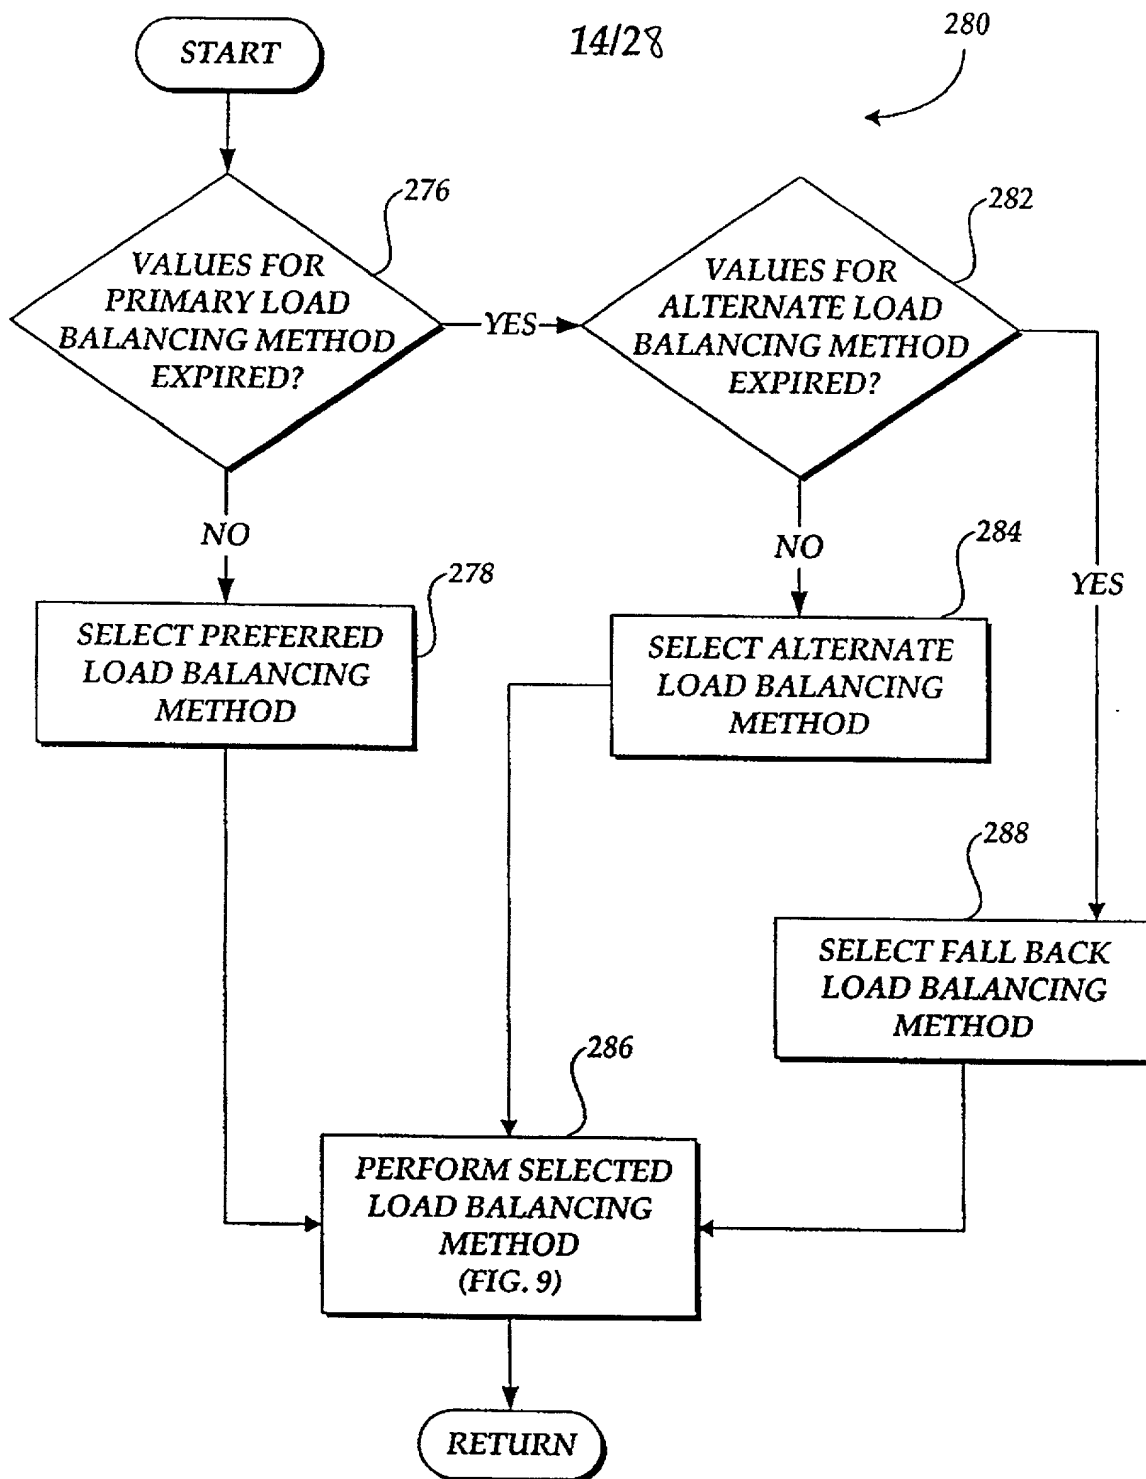 14/28
280
START
276
VALUES FOR
PRIMARY LOAD
BALANCING METHOD
EXPIRED?
YES
282
VALUES FOR
ALTERNATE LOAD
BALANCING METHOD
EXPIRED?
NO
278
SELECT PREFERRED
LOAD BALANCING
METHOD
NO
284
SELECT ALTERNATE
LOAD BALANCING
METHOD
YES
288
SELECT FALL BACK
LOAD BALANCING
METHOD
286
PERFORM SELECTED
LOAD BALANCING
METHOD
(FIG. 9)
RETURN